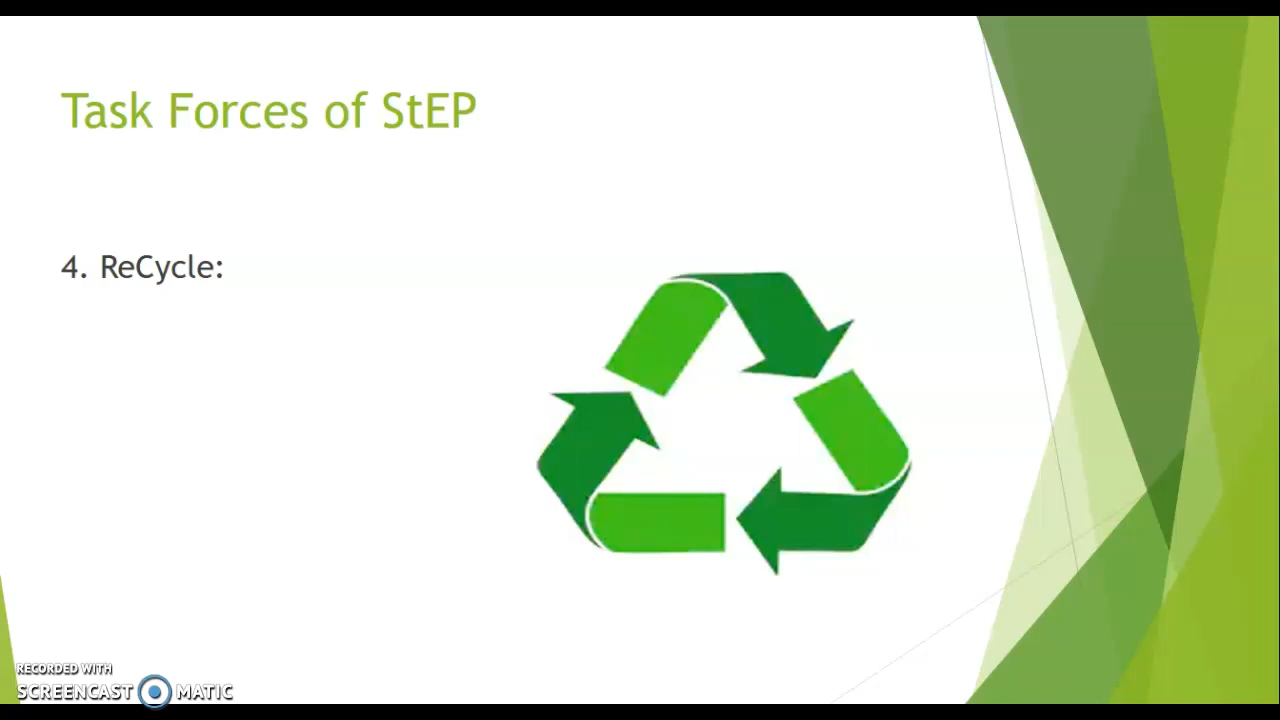 Task Forces of StEP
4. ReCycle:
RECORDED WITH
SCREENCAST MATIC